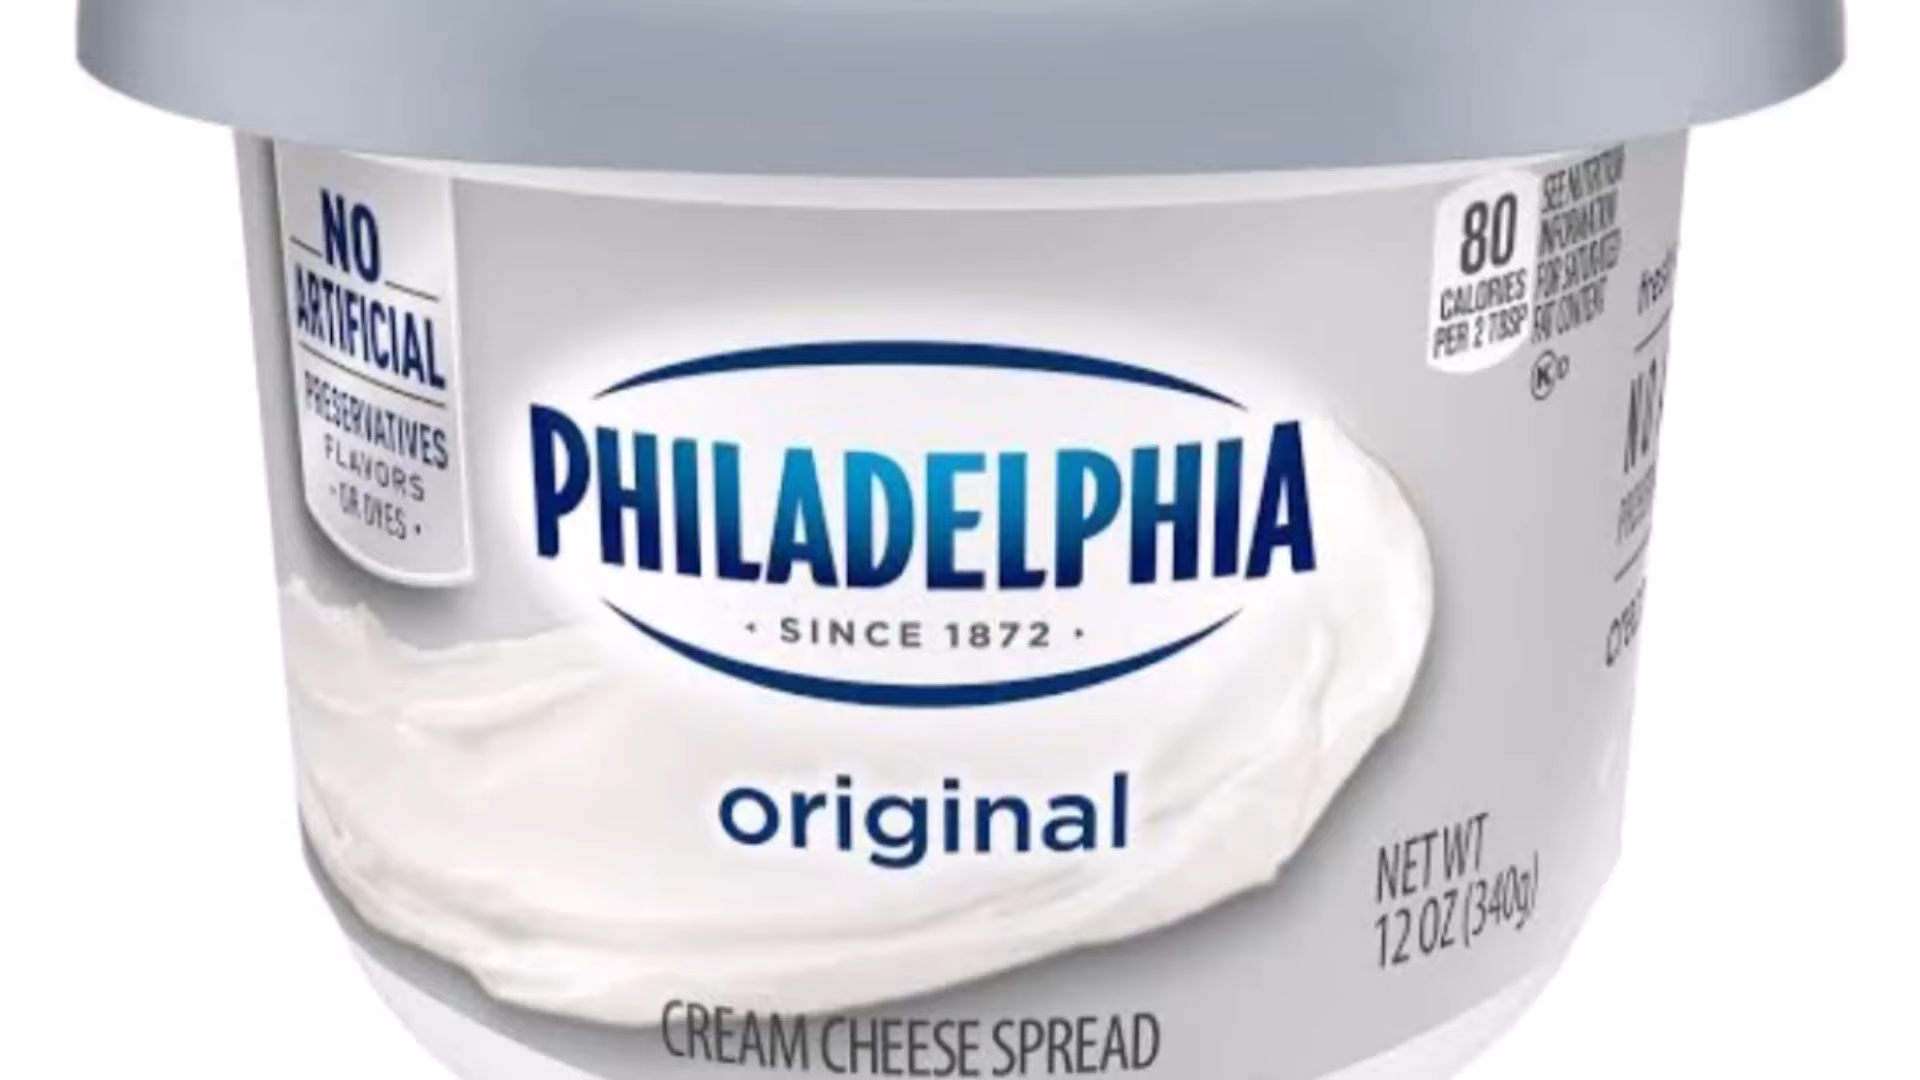 NO
ARTIFICIAL
PRESERVATIVES
FLAVORS
• OR DYES •
PHILADELPHIA
• SINCE 1872 •
original
CREAM CHEESE SPREAD
80
CALORIES
PER 2 TBSP
SEE NUTRITION
INFORMATION
FOR SATURATED
FAT CONTENT
K D
NET WT
12 OZ (340g)